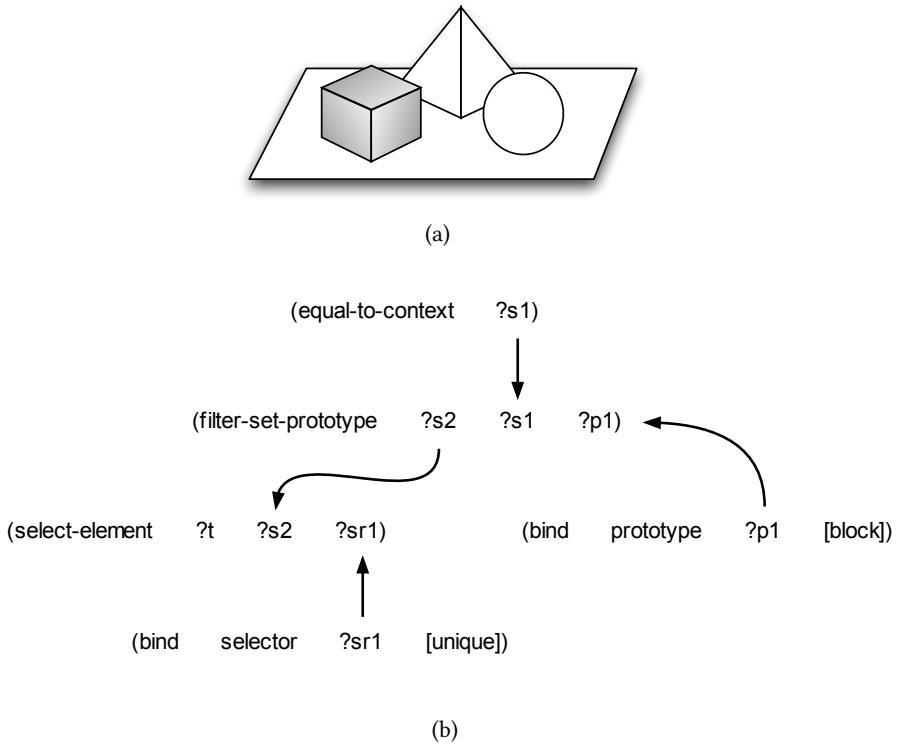 (a)
(equal-to-context ?s1)
(filter-set-prototype ?s2 ?s1 ?p1)
(select-element ?t ?s2 ?sr1) (bind prototype ?p1 [block])
(bind selector ?sr1 [unique])
(b)